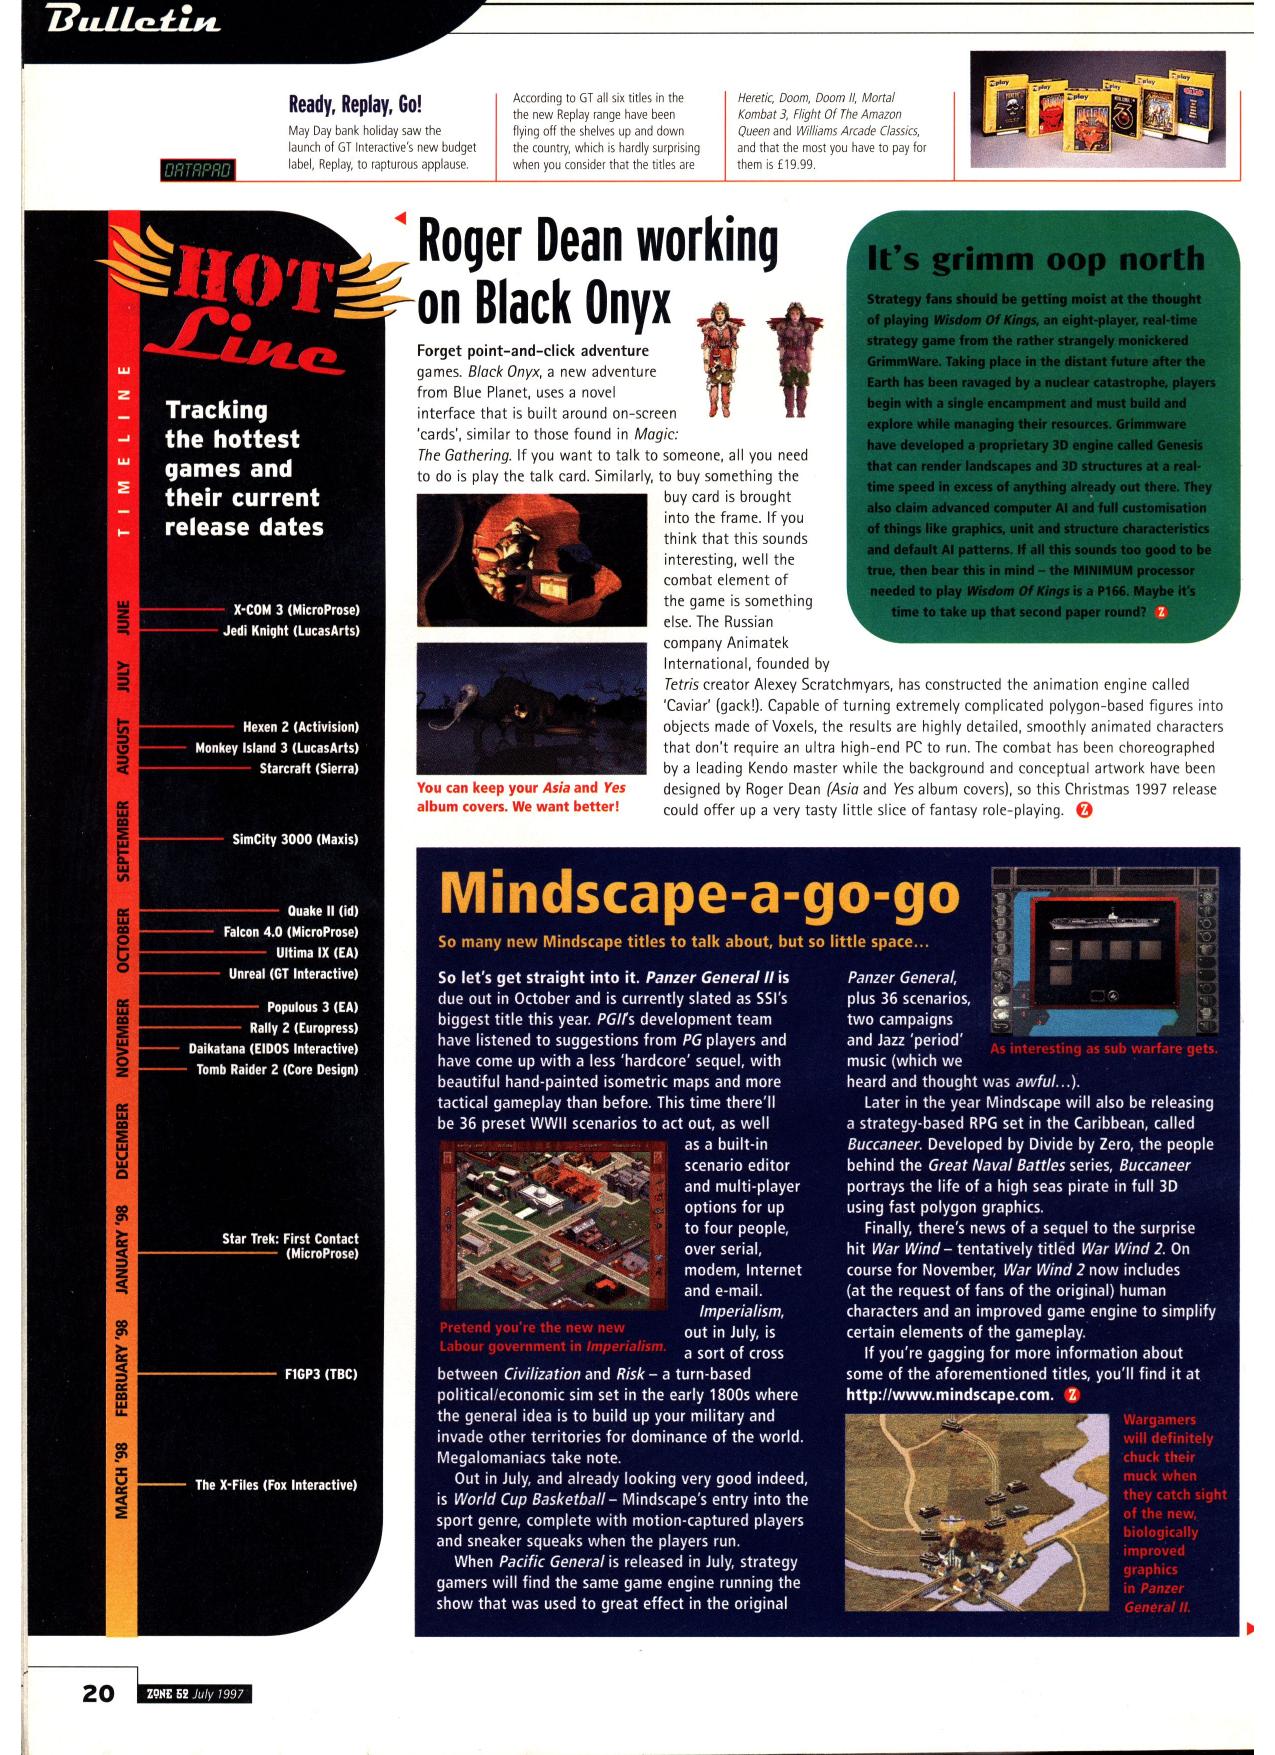 Bulletin
Ready, Replay, Go!
May Day bank holiday saw the
launch of GT Interactive's new budget
label, Replay, to rapturous applause.
According to GT all six titles in the
the new Replay range have been
flying off the shelves up and down
the country, which is hardly surprising
when you consider that the titles are
Heretic, Doom, Doom II, Mortal
Kombat 3, Flight Of The Amazon
Queen and Williams Arcade Classics,
and that the most you have to pay for
them is £19.99.
DATAPAD
HOT
Line
TIMELINE
Tracking
the hottest
games and
their current
release dates
JUNE
X-COM 3 (MicroProse)
Jedi Knight (LucasArts)
JULY
AUGUST
Hexen 2 (Activision)
Monkey Island 3 (LucasArts)
Starcraft (Sierra)
SEPTEMBER
SimCity 3000 (Maxis)
OCTOBER
Quake II (id)
Falcon 4.0 (MicroProse)
Ultima IX (EA)
Unreal (GT Interactive)
NOVEMBER
Populous 3 (EA)
Rally 2 (Europress)
Daikatana (EIDOS Interactive)
Tomb Raider 2 (Core Design)
DECEMBER
JANUARY '98
Star Trek: First Contact
(MicroProse)
FEBRUARY '98
F1GP3 (TBC)
MARCH '98
The X-Files (Fox Interactive)
Roger Dean working
on Black Onyx
Forget point-and-click adventure
games. Black Onyx, a new adventure
from Blue Planet, uses a novel
interface that is built around on-screen
'cards', similar to those found in Magic:
The Gathering. If you want to talk to someone, all you need
to do is play the talk card. Similarly, to buy something the
buy card is brought
into the frame. If you
think that this sounds
interesting, well the
combat element of
the game is something
else. The Russian
company Animatek
International, founded by
Tetris creator Alexey Scratchmyars, has constructed the animation engine called
'Caviar' (gack!). Capable of turning extremely complicated polygon-based figures into
objects made of Voxels, the results are highly detailed, smoothly animated characters
that don't require an ultra high-end PC to run. The combat has been choreographed
by a leading Kendo master while the background and conceptual artwork have been
designed by Roger Dean (Asia and Yes album covers), so this Christmas 1997 release
could offer up a very tasty little slice of fantasy role-playing. Z
You can keep your Asia and Yes
album covers. We want better!
It's grimm oop north
Strategy fans should be getting moist at the thought
of playing Wisdom Of Kings, an eight-player, real-time
strategy game from the rather strangely monickered
GrimmWare. Taking place in the distant future after the
Earth has been ravaged by a nuclear catastrophe, players
begin with a single encampment and must build and
explore while managing their resources. Grimmware
have developed a proprietary 3D engine called Genesis
that can render landscapes and 3D structures at a real-
time speed in excess of anything already out there. They
also claim advanced computer AI and full customisation
of things like graphics, unit and structure characteristics
and default AI patterns. If all this sounds too good to be
true, then bear this in mind – the MINIMUM processor
needed to play Wisdom Of Kings is a P166. Maybe it's
time to take up that second paper round? Z
Mindscape-a-go-go
So many new Mindscape titles to talk about, but so little space...
So let's get straight into it. Panzer General II is
due out in October and is currently slated as SSI's
biggest title this year. PGII's development team
have listened to suggestions from PG players and
have come up with a less 'hardcore' sequel, with
beautiful hand-painted isometric maps and more
tactical gameplay than before. This time there'll
be 36 preset WWII scenarios to act out, as well
as a built-in
scenario editor
and multi-player
options for up
to four people,
over serial,
modem, Internet
and e-mail.
Imperialism,
out in July, is
a sort of cross
between Civilization and Risk – a turn-based
political/economic sim set in the early 1800s where
the general idea is to build up your military and
invade other territories for dominance of the world.
Megalomaniacs take note.
Out in July, and already looking very good indeed,
is World Cup Basketball – Mindscape's entry into the
sport genre, complete with motion-captured players
and sneaker squeaks when the players run.
When Pacific General is released in July, strategy
gamers will find the same game engine running the
show that was used to great effect in the original
Pretend you're the new new
Labour government in Imperialism.
Panzer General,
plus 36 scenarios,
two campaigns
and Jazz 'period'
music (which we
heard and thought was awful...).
Later in the year Mindscape will also be releasing
a strategy-based RPG set in the Caribbean, called
Buccaneer. Developed by Divide by Zero, the people
behind the Great Naval Battles series, Buccaneer
portrays the life of a high seas pirate in full 3D
using fast polygon graphics.
Finally, there's news of a sequel to the surprise
hit War Wind – tentatively titled War Wind 2. On
course for November, War Wind 2 now includes
(at the request of fans of the original) human
characters and an improved game engine to simplify
certain elements of the gameplay.
If you're gagging for more information about
some of the aforementioned titles, you'll find it at
http://www.mindscape.com. Z
As interesting as sub warfare gets.
Wargamers
will definitely
chuck their
muck when
they catch sight
of the new,
biologically
improved
graphics
in Panzer
General II.
20
ZONE 52 July 1997